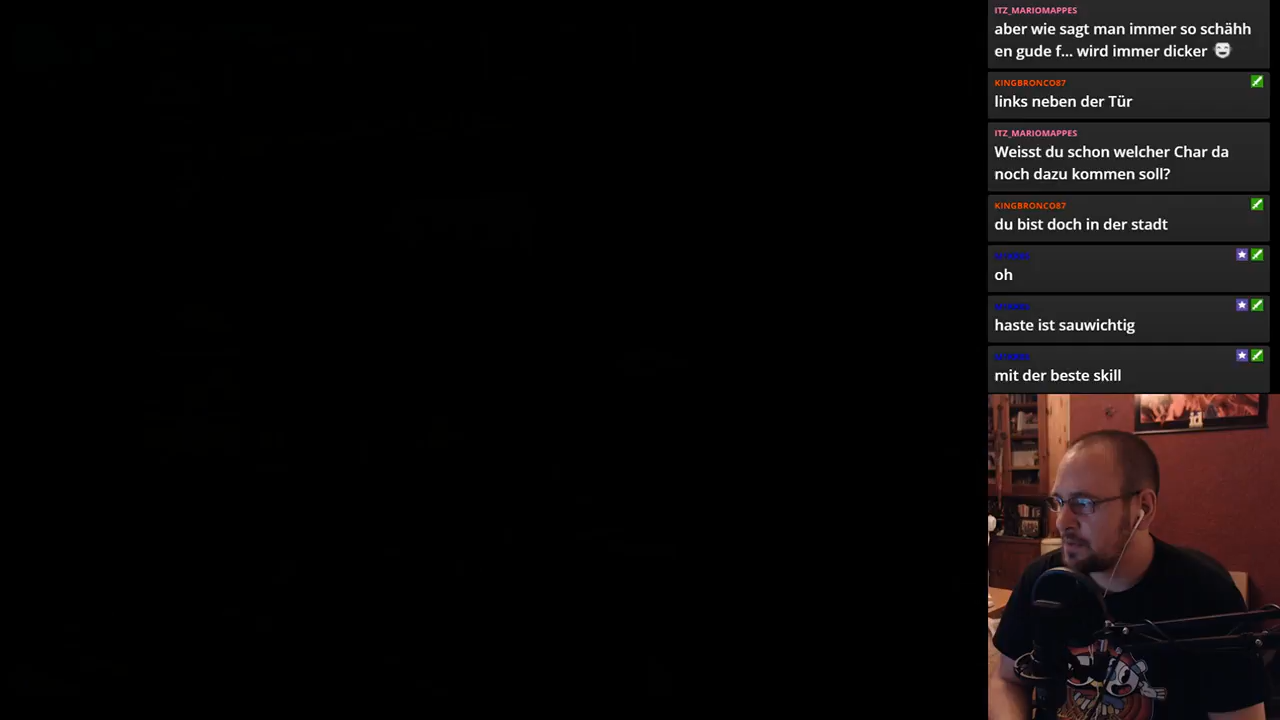 ITZ_MARIOMAPPES
aber wie sagt man immer so schähh
en gude f... wird immer dicker
KINGBRONCO87
links neben der Tür
ITZ_MARIOMAPPES
Weisst du schon welcher Char da
noch dazu kommen soll?
KINGBRONCO87
du bist doch in der stadt
oh
haste ist sauwichtig
mit der beste skill